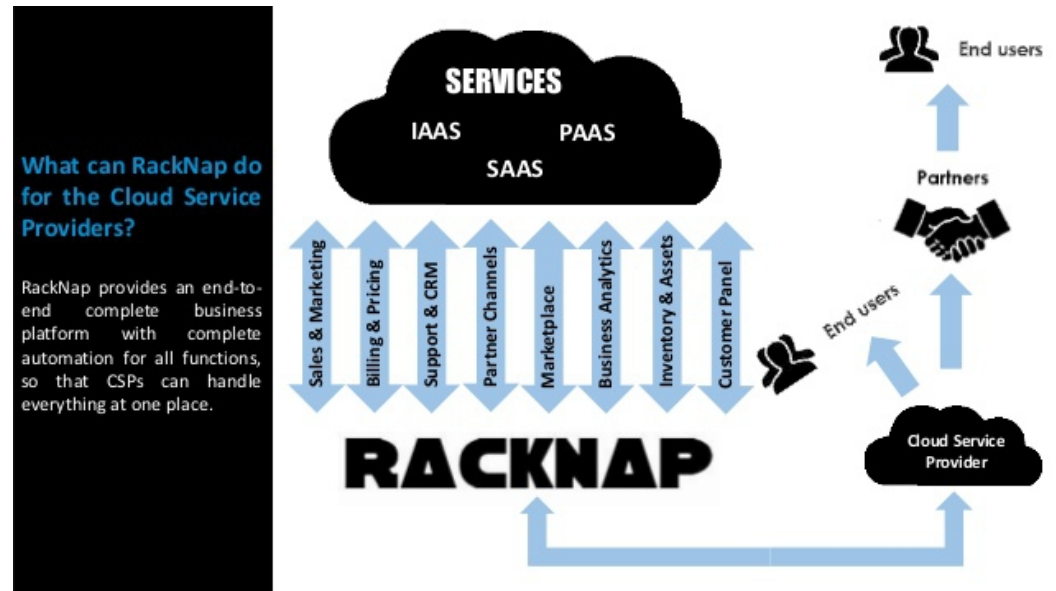 What can RackNap do
for the Cloud Service
Providers?
RackNap provides an end-to-
end complete business
platform with complete
automation for all functions,
so that CSPs can handle
everything at one place.
SERVICES
IAAS PAAS
SAAS
Sales & Marketing
Billing & Pricing
Support & CRM
Partner Channels
Marketplace
Business Analytics
Inventory & Assets
Customer Panel
RACKNAP
End users
Partners
End users
Cloud Service
Provider